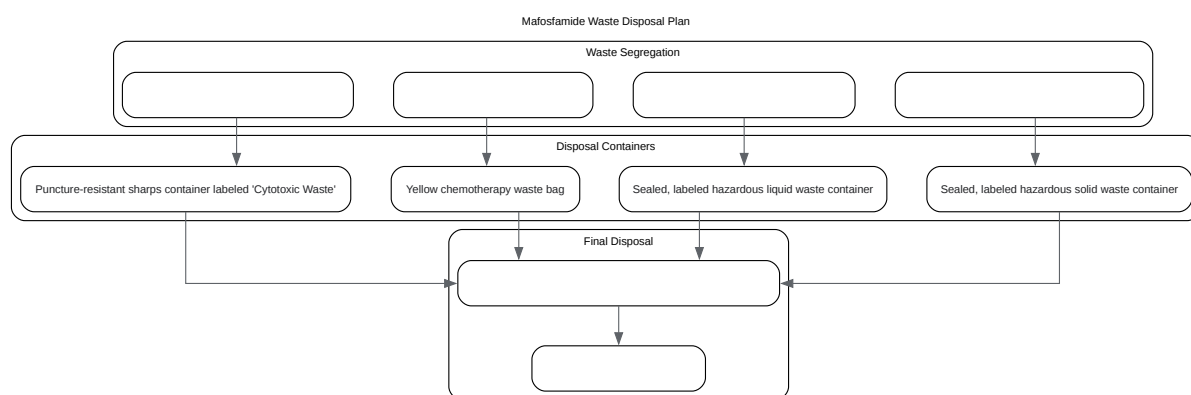 Mafosfamide Waste Disposal Plan
Waste Segregation
Disposal Containers
Puncture-resistant sharps container labeled 'Cytotoxic Waste'
Yellow chemotherapy waste bag
Sealed, labeled hazardous liquid waste container
Sealed, labeled hazardous solid waste container
Final Disposal